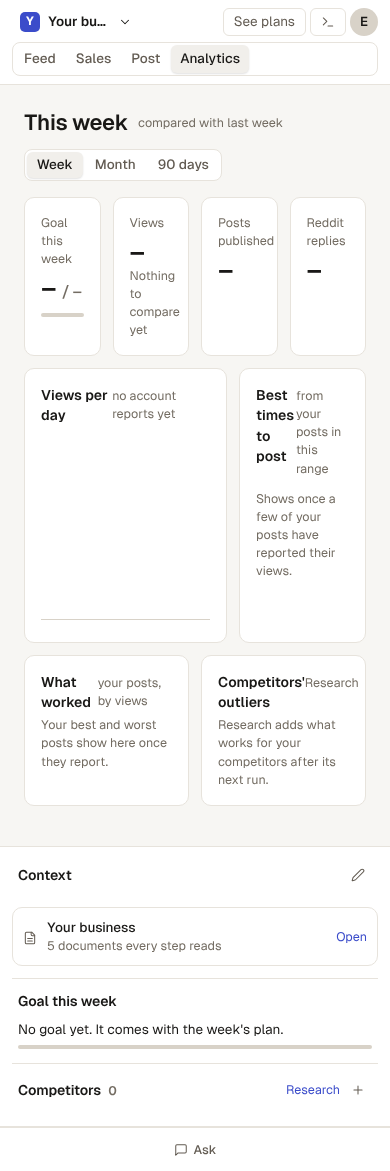 Y Your bu... See plans E
Feed Sales Post Analytics
This week compared with last week
Week Month 90 days
Goal
this
week
– / –
Views
–
Nothing
to
compare
yet
Posts
published
–
Reddit
replies
–
Views per
day
no account
reports yet
Best
times
to
post
from
your
posts in
this
range
Shows once a
few of your
posts have
reported their
views.
What
worked
your posts,
by views
Your best and worst
posts show here once
they report.
Competitors'
outliers
Research
Research adds what
works for your
competitors after its
next run.
Context
Your business
5 documents every step reads
Open
Goal this week
No goal yet. It comes with the week's plan.
Competitors 0 Research +
Ask